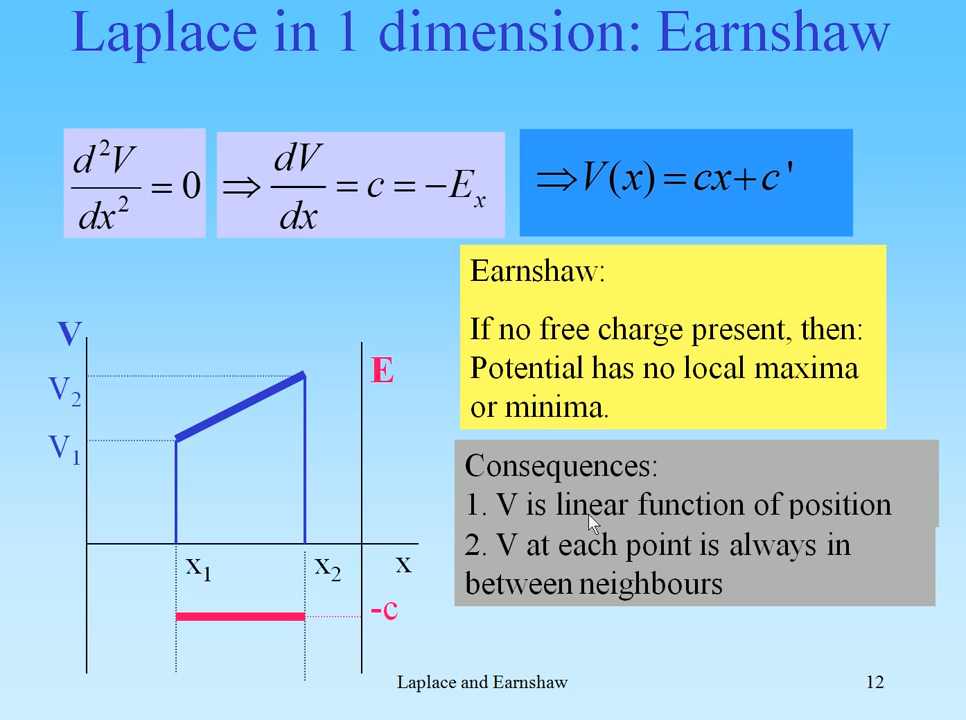 Laplace in 1 dimension: Earnshaw
d²V/dx² = 0 ⇒ dV/dx = c = −Eₓ ⇒ V(x) = cx + c'
Earnshaw:
If no free charge present, then:
Potential has no local maxima
or minima.
Consequences:
1. V is linear function of position
2. V at each point is always in
between neighbours
V
E
V₂
V₁
x₁ x₂ x
-c
Laplace and Earnshaw 12